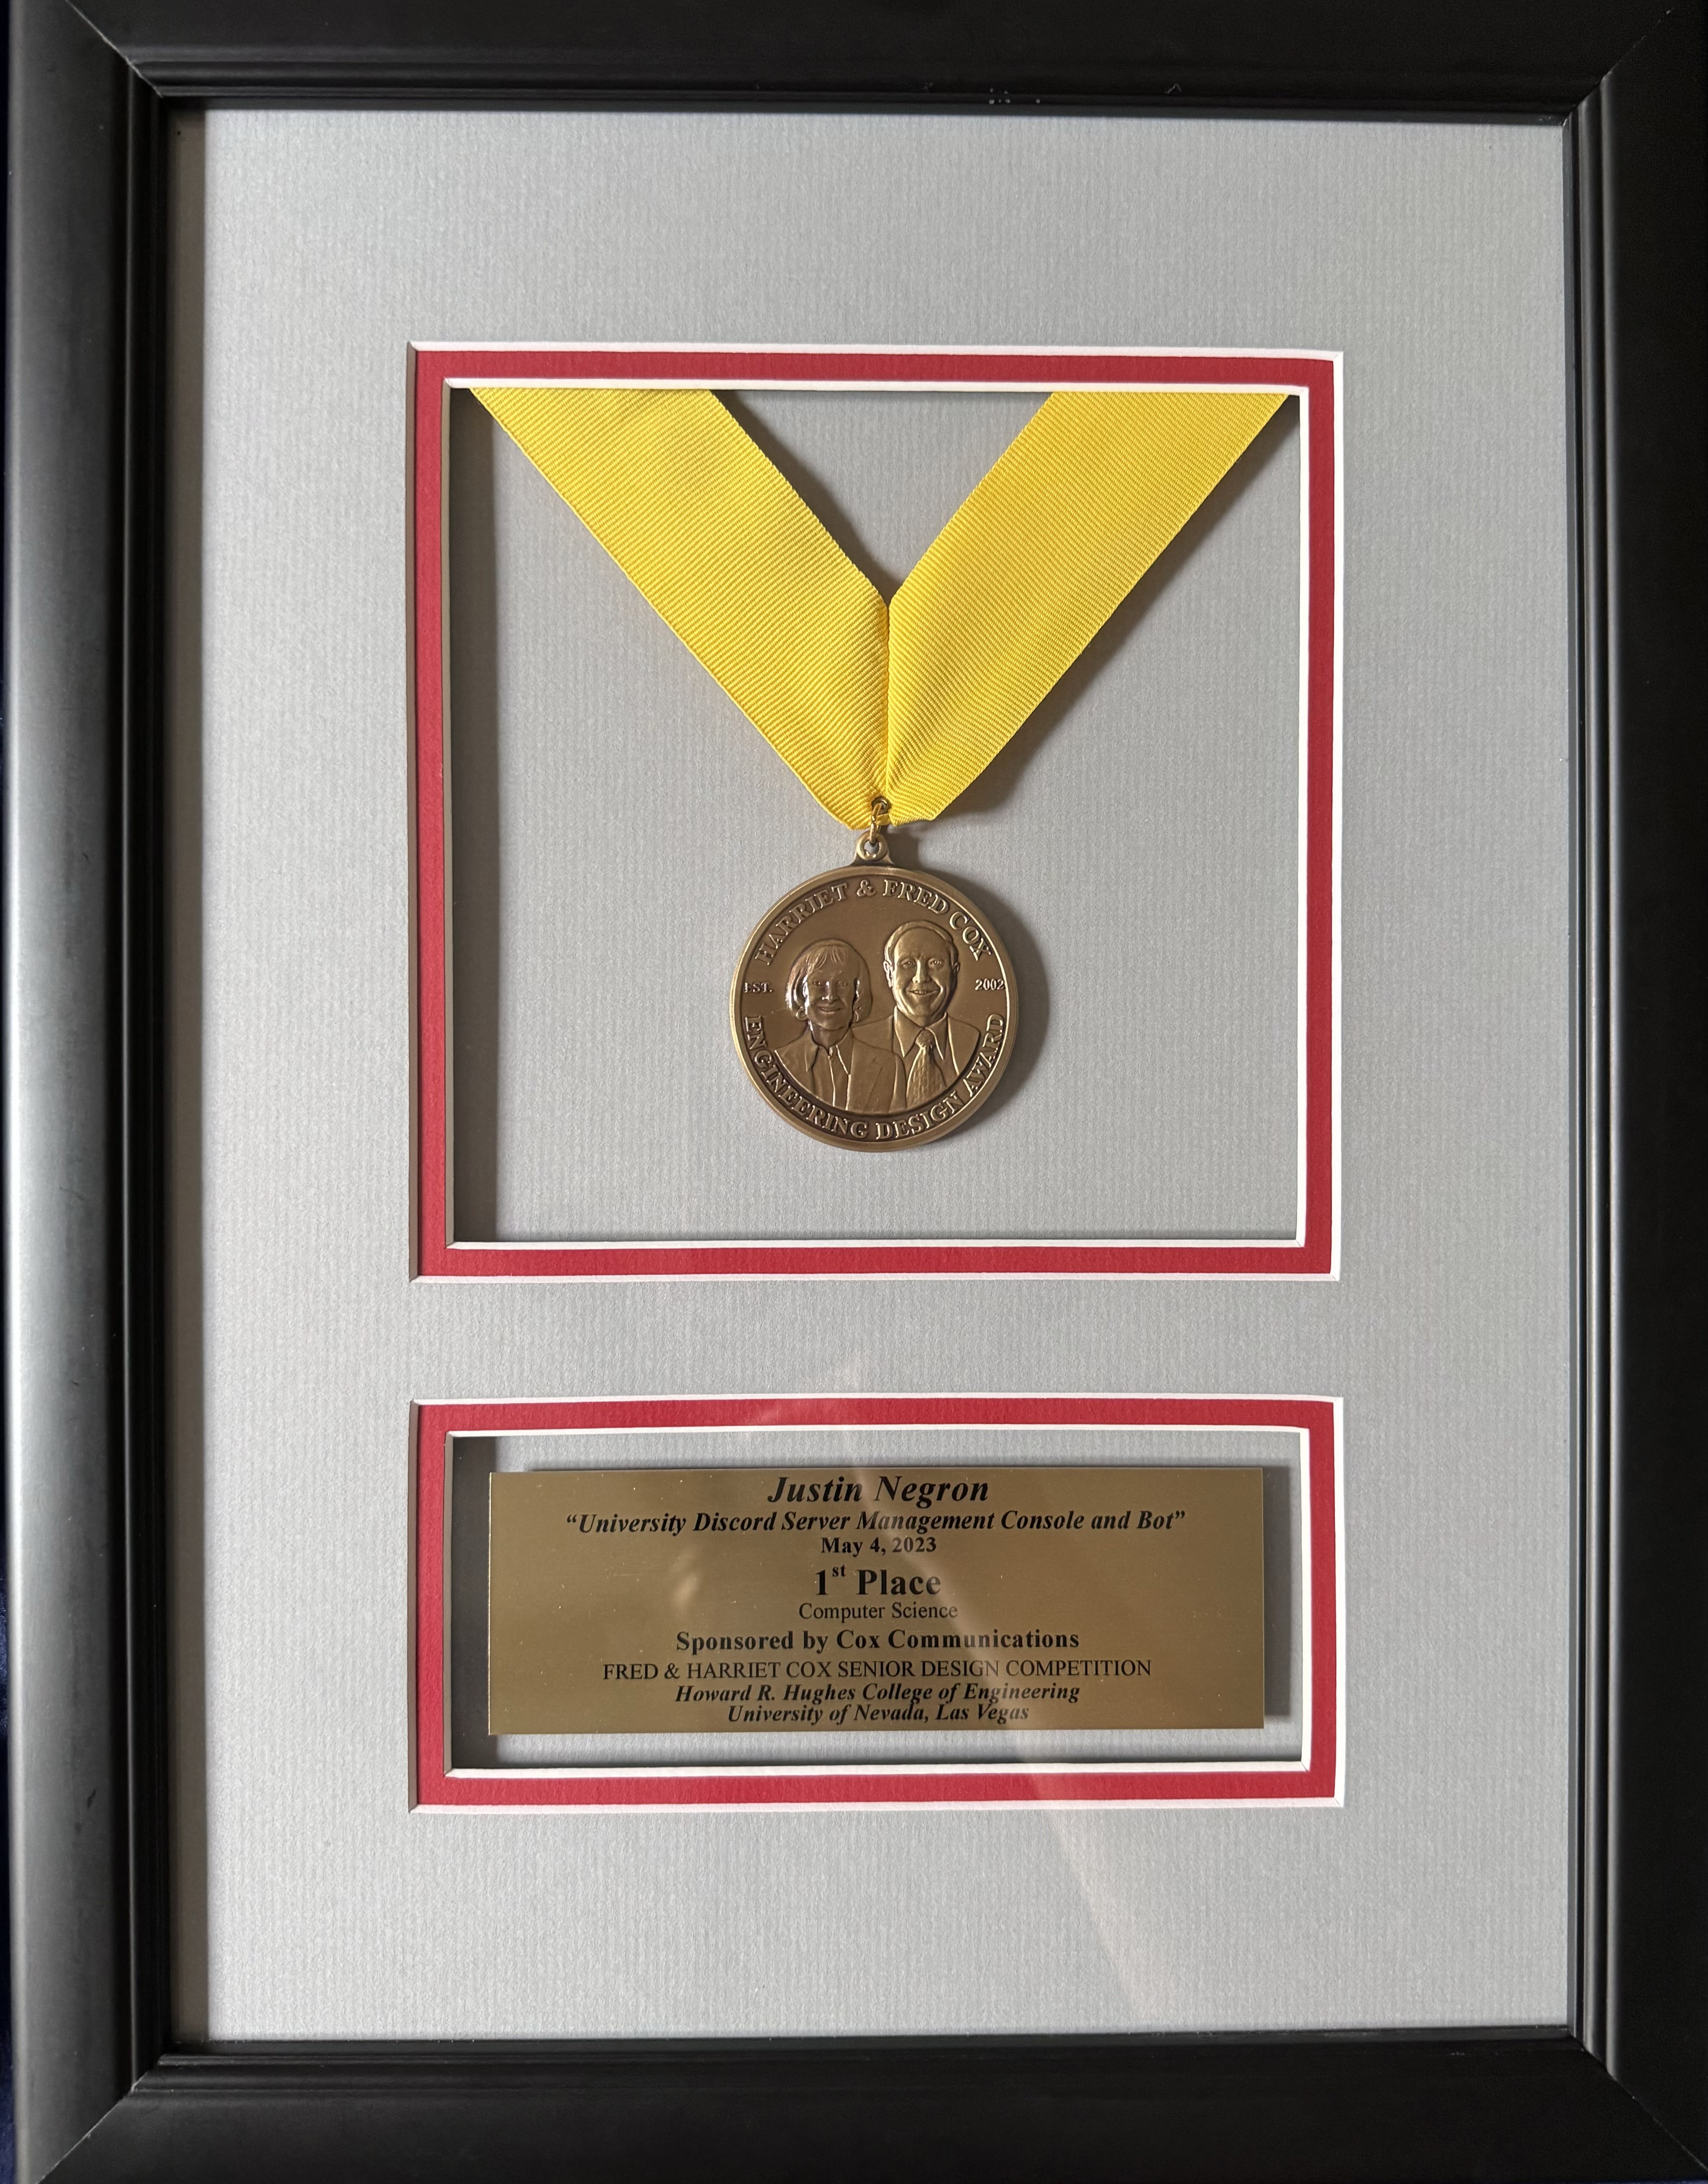 HARRIET & FRED COX
EST. 2002
ENGINEERING DESIGN AWARD
Justin Negron
“University Discord Server Management Console and Bot”
May 4, 2023
1st Place
Computer Science
Sponsored by Cox Communications
FRED & HARRIET COX SENIOR DESIGN COMPETITION
Howard R. Hughes College of Engineering
University of Nevada, Las Vegas